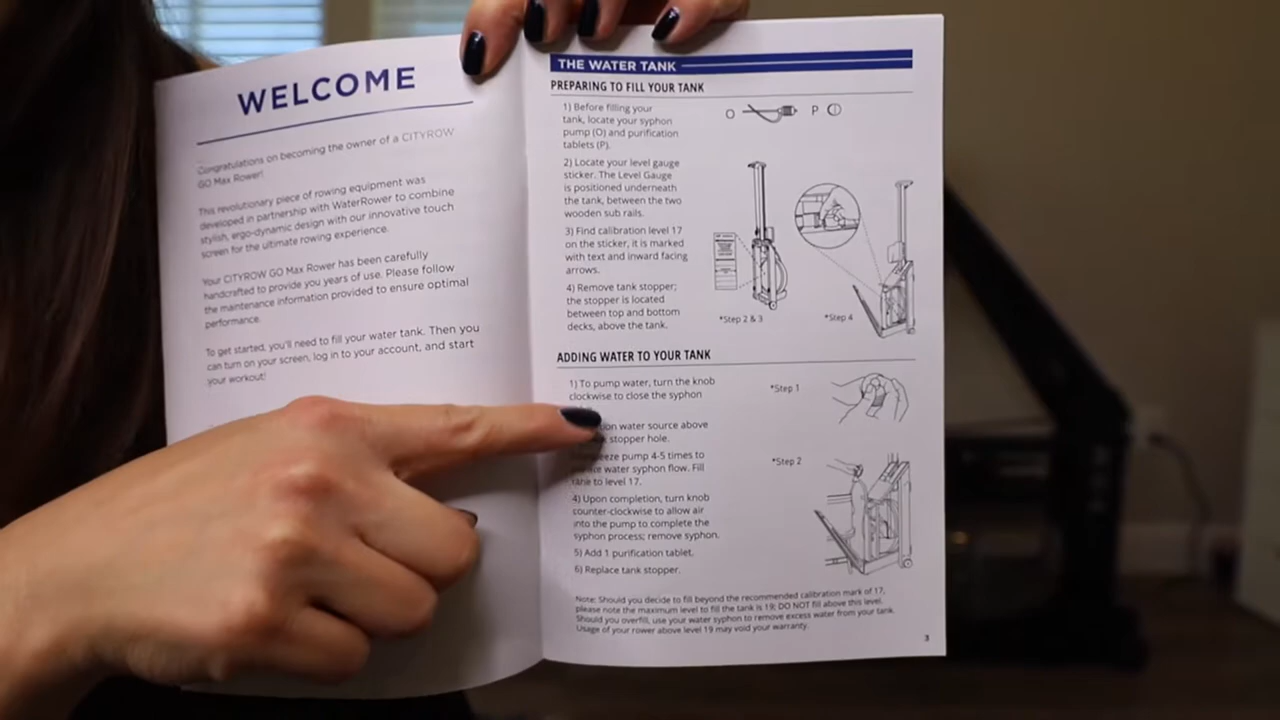 WELCOME
Congratulations on becoming the owner of a CITYROW
GO Max Rower!
This revolutionary piece of rowing equipment was
developed in partnership with WaterRower to combine
stylish, ergo-dynamic design with our innovative touch
screen for the ultimate rowing experience.
Your CITYROW GO Max Rower has been carefully
handcrafted to provide you years of use. Please follow
the maintenance information provided to ensure optimal
performance.
To get started, you'll need to fill your water tank. Then you
can turn on your screen, log in to your account, and start
your workout!
THE WATER TANK
PREPARING TO FILL YOUR TANK
1) Before filling your
tank, locate your syphon
pump (O) and purification
tablets (P).
O
P
2) Locate your level gauge
sticker. The Level Gauge
is positioned underneath
the tank, between the two
wooden sub rails.
3) Find calibration level 17
on the sticker, it is marked
with text and inward facing
arrows.
4) Remove tank stopper;
the stopper is located
between top and bottom
decks, above the tank.
*Step 2 & 3
*Step 4
ADDING WATER TO YOUR TANK
1) To pump water, turn the knob
clockwise to close the syphon
*Step 1
water source above
stopper hole.
pump 4-5 times to
water syphon flow. Fill
to level 17.
*Step 2
4) Upon completion, turn knob
counter-clockwise to allow air
into the pump to complete the
syphon process; remove syphon.
5) Add 1 purification tablet.
6) Replace tank stopper.
Note: Should you decide to fill beyond the recommended calibration mark of 17,
please note the maximum level to fill the tank is 19; DO NOT fill above this level.
Should you overfill, use your water syphon to remove excess water from your tank.
Usage of your rower above level 19 may void your warranty.
3